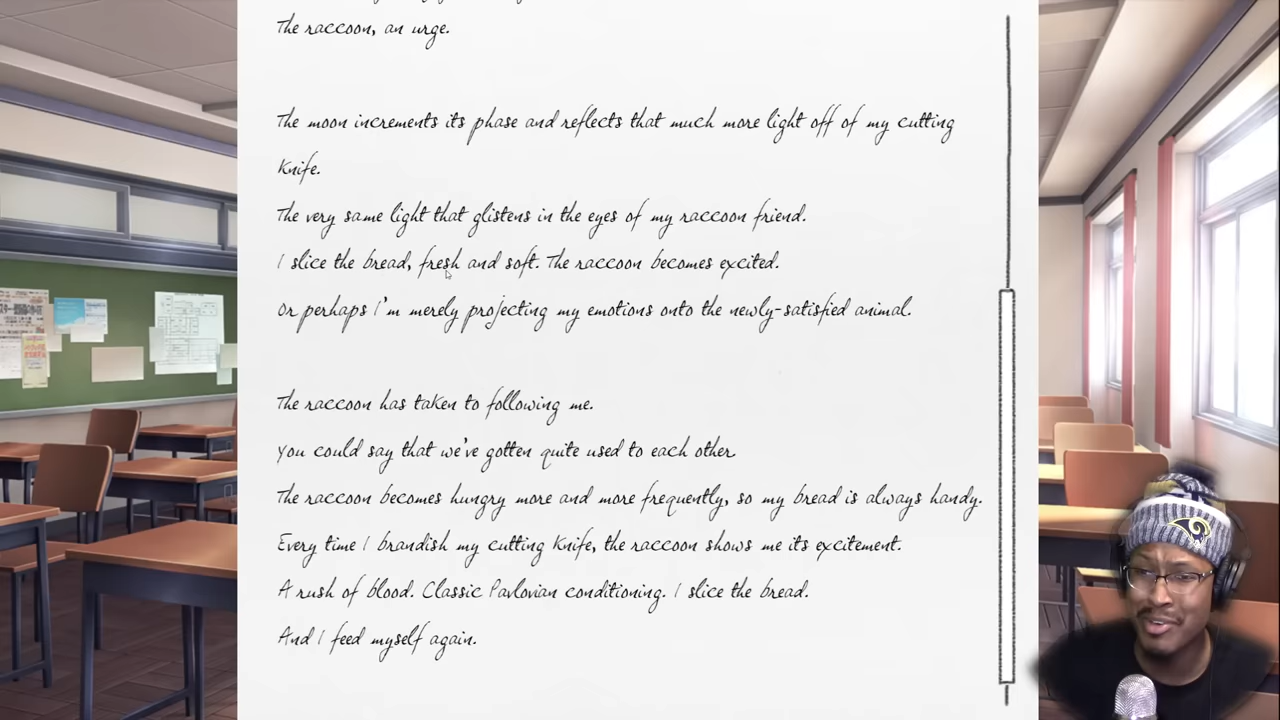 The raccoon, an urge.
The moon increments its phase and reflects that much more light off of my cutting
knife.
The very same light that glistens in the eyes of my raccoon friend.
I slice the bread, fresh and soft. The raccoon becomes excited.
Or perhaps I'm merely projecting my emotions onto the newly-satisfied animal.
The raccoon has taken to following me.
You could say that we've gotten quite used to each other.
The raccoon becomes hungry more and more frequently, so my bread is always handy.
Every time I brandish my cutting knife, the raccoon shows me its excitement.
A rush of blood. Classic Pavlovian conditioning. I slice the bread.
And I feed myself again.